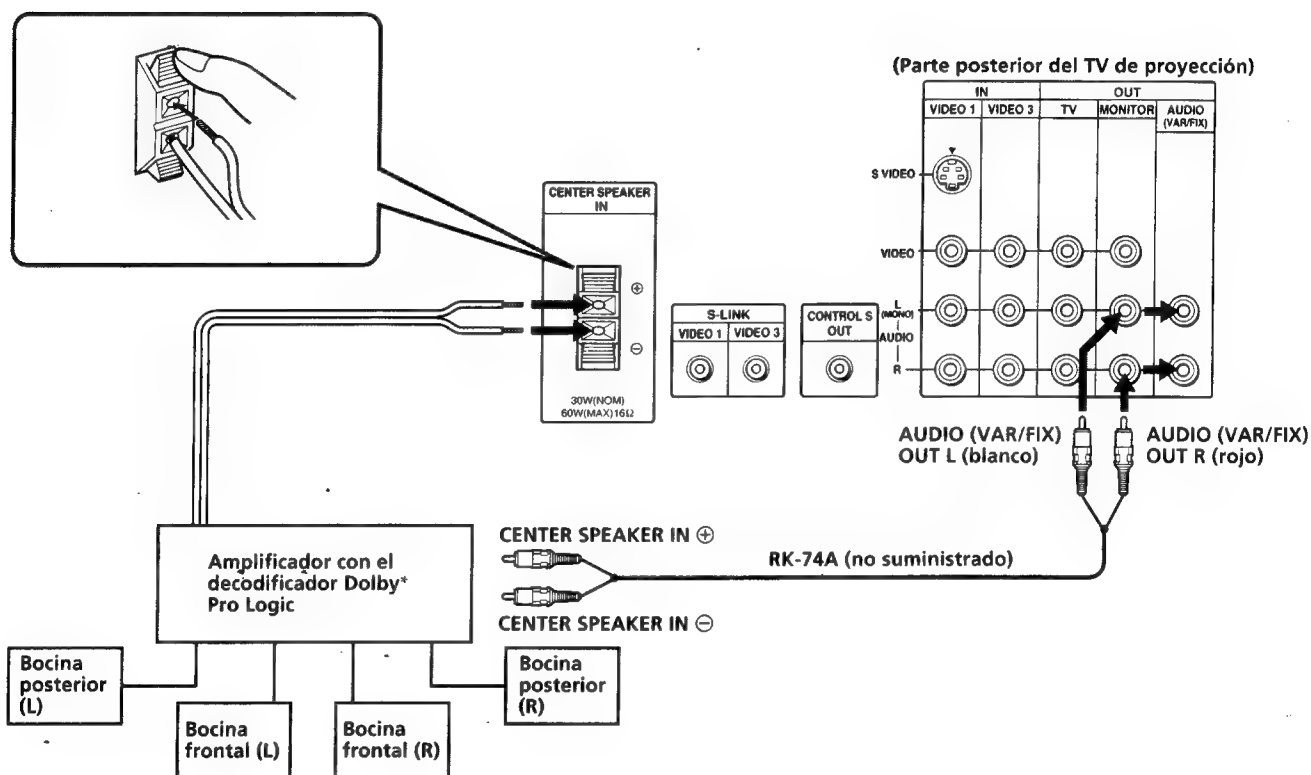 (Parte posterior del TV de proyección)
IN
OUT
VIDEO 1
VIDEO 3
TV
MONITOR
AUDIO
(VAR/FIX)
S VIDEO
VIDEO
L
(MONO)
AUDIO
R
CENTER SPEAKER
IN
⊕
⊖
30W(NOM)
60W(MAX)16Ω
S-LINK
VIDEO 1
VIDEO 3
CONTROL S
OUT
AUDIO (VAR/FIX)
OUT L (blanco)
AUDIO (VAR/FIX)
OUT R (rojo)
CENTER SPEAKER IN ⊕
RK-74A (no suministrado)
CENTER SPEAKER IN ⊖
Amplificador con el
decodificador Dolby*
Pro Logic
Bocina
posterior
(L)
Bocina
frontal (L)
Bocina
frontal (R)
Bocina
posterior
(R)